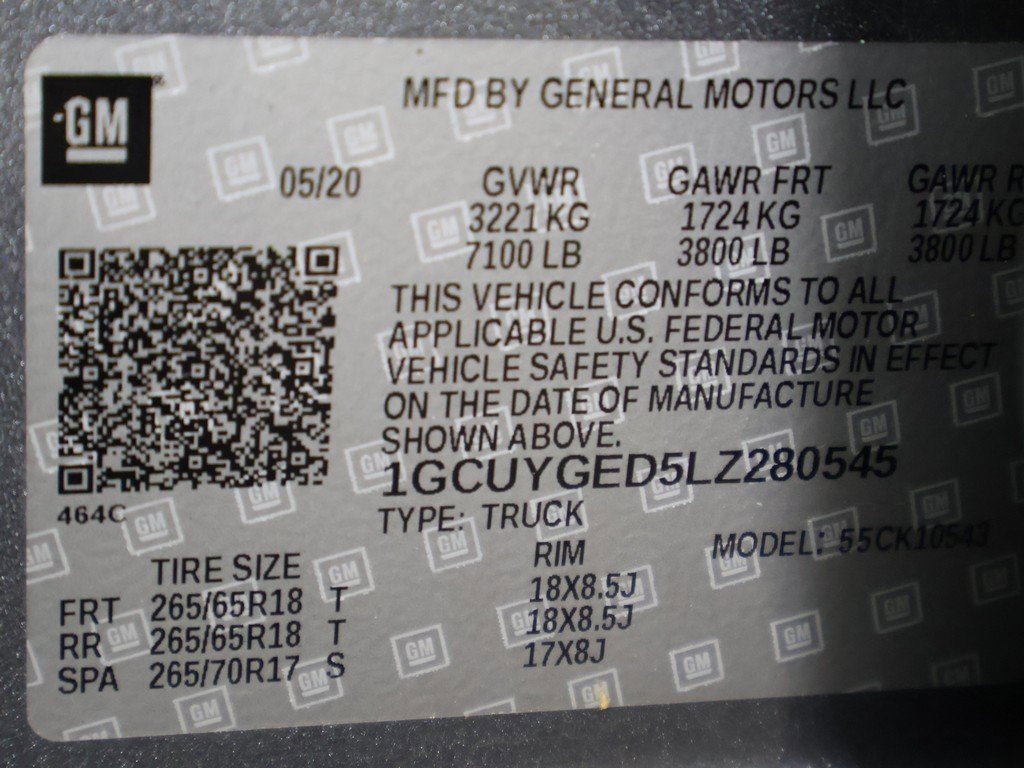 GM
MFD BY GENERAL MOTORS LLC
05/20 GVWR GAWR FRT GAWR R
3221 KG 1724 KG 1724 KG
7100 LB 3800 LB 3800 LB
THIS VEHICLE CONFORMS TO ALL
APPLICABLE U.S. FEDERAL MOTOR
VEHICLE SAFETY STANDARDS IN EFFECT
ON THE DATE OF MANUFACTURE
SHOWN ABOVE.
1GCUYGED5LZ280545
464C
TYPE: TRUCK
MODEL: 55CK10543
TIRE SIZE RIM
FRT 265/65R18 T 18X8.5J
RR 265/65R18 T 18X8.5J
SPA 265/70R17 S 17X8J